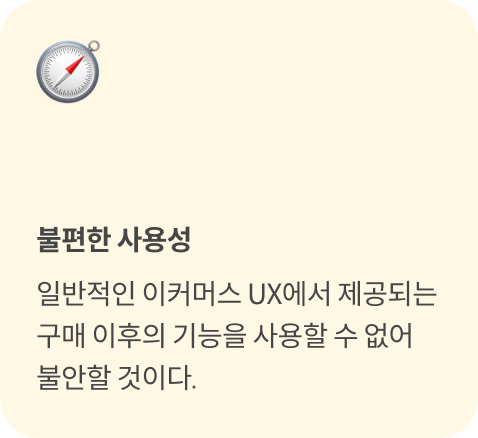 불편한 사용성
일반적인 이커머스 UX에서 제공되는
구매 이후의 기능을 사용할 수 없어
불안할 것이다.